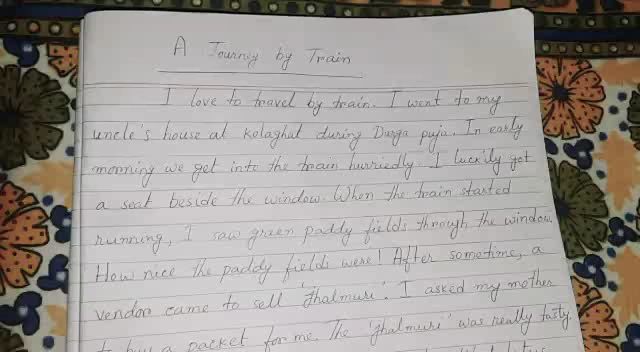 A Journey by Train
I love to travel by train. I went to my
uncle's house at Kolaghat during Durga puja. In early
morning we get into the train hurriedly. I luckily got
a seat beside the window. When the train started
running, I saw green paddy fields through the window.
How nice the paddy fields were! After sometime, a
vendor came to sell 'Jhalmuri'. I asked my mother
to buy a packet for me. The 'Jhalmuri' was really tasty.